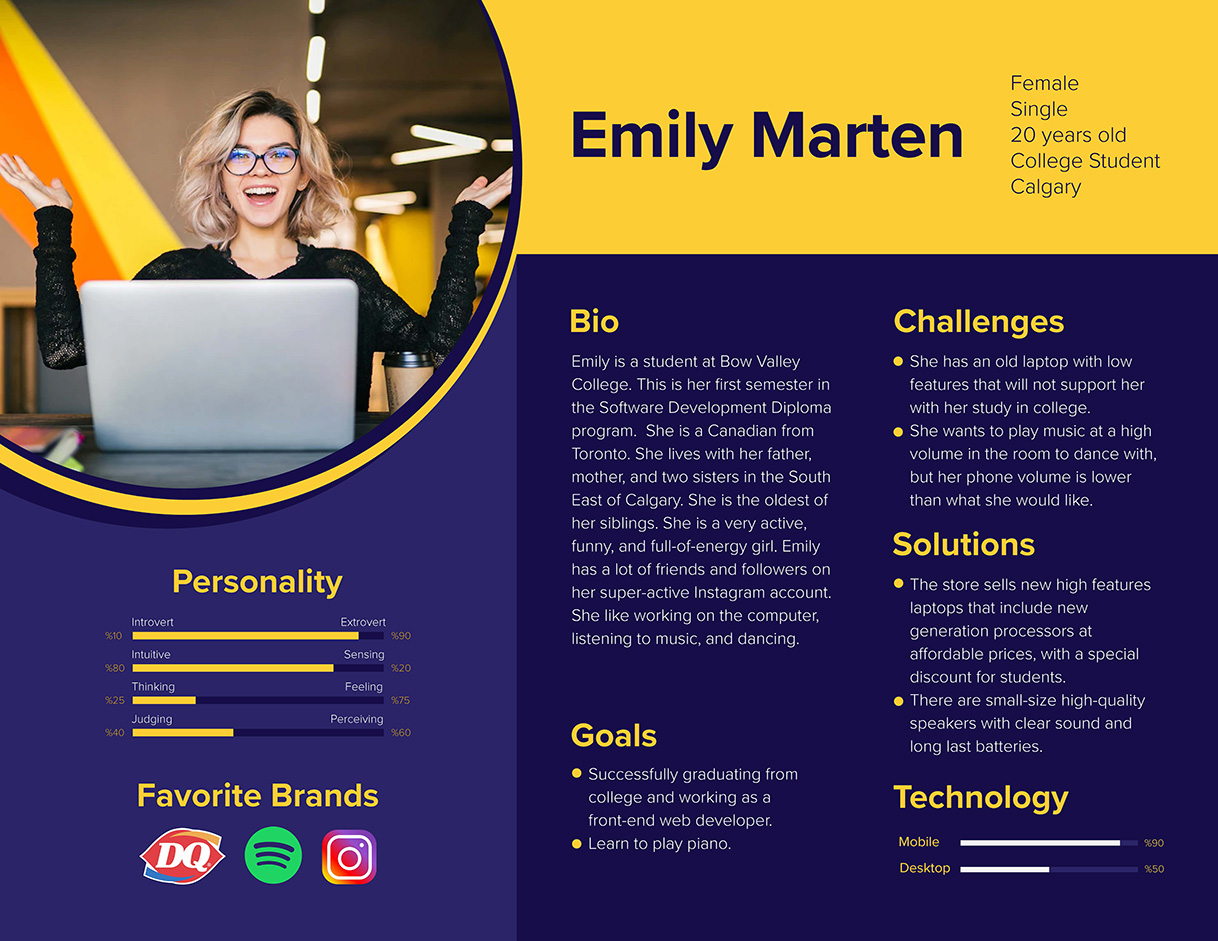 Emily Marten
Female
Single
20 years old
College Student
Calgary
Bio
Emily is a student at Bow Valley
College. This is her first semester in
the Software Development Diploma
program.  She is a Canadian from
Toronto. She lives with her father,
mother, and two sisters in the South
East of Calgary. She is the oldest of
her siblings. She is a very active,
funny, and full-of-energy girl. Emily
has a lot of friends and followers on
her super-active Instagram account.
She like working on the computer,
listening to music, and dancing.
Goals
Successfully graduating from
college and working as a
front-end web developer.
Learn to play piano.
Challenges
She has an old laptop with low
features that will not support her
with her study in college.
She wants to play music at a high
volume in the room to dance with,
but her phone volume is lower
than what she would like.
Solutions
The store sells new high features
laptops that include new
generation processors at
affordable prices, with a special
discount for students.
There are small-size high-quality
speakers with clear sound and
long last batteries.
Technology
Mobile %90
Desktop %50
Personality
Introvert Extrovert
%10 %90
Intuitive Sensing
%80 %20
Thinking Feeling
%25 %75
Judging Perceiving
%40 %60
Favorite Brands
DQ